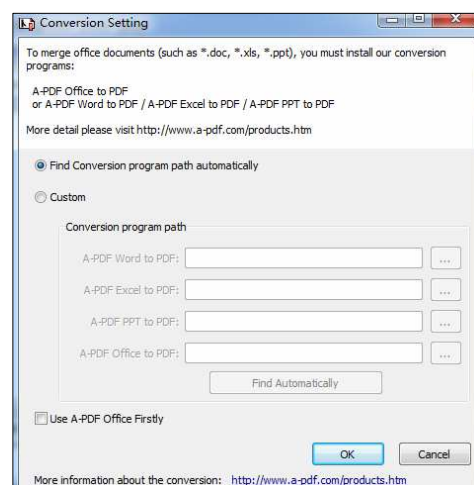 Conversion Setting
To merge office documents (such as *.doc, *.xls, *.ppt), you must install our conversion
programs:
A-PDF Office to PDF
or A-PDF Word to PDF / A-PDF Excel to PDF / A-PDF PPT to PDF
More detail please visit http://www.a-pdf.com/products.htm
Find Conversion program path automatically
Custom
Conversion program path
A-PDF Word to PDF:
...
A-PDF Excel to PDF:
...
A-PDF PPT to PDF:
...
A-PDF Office to PDF:
...
Find Automatically
Use A-PDF Office Firstly
OK Cancel
More information about the conversion: http://www.a-pdf.com/products.htm